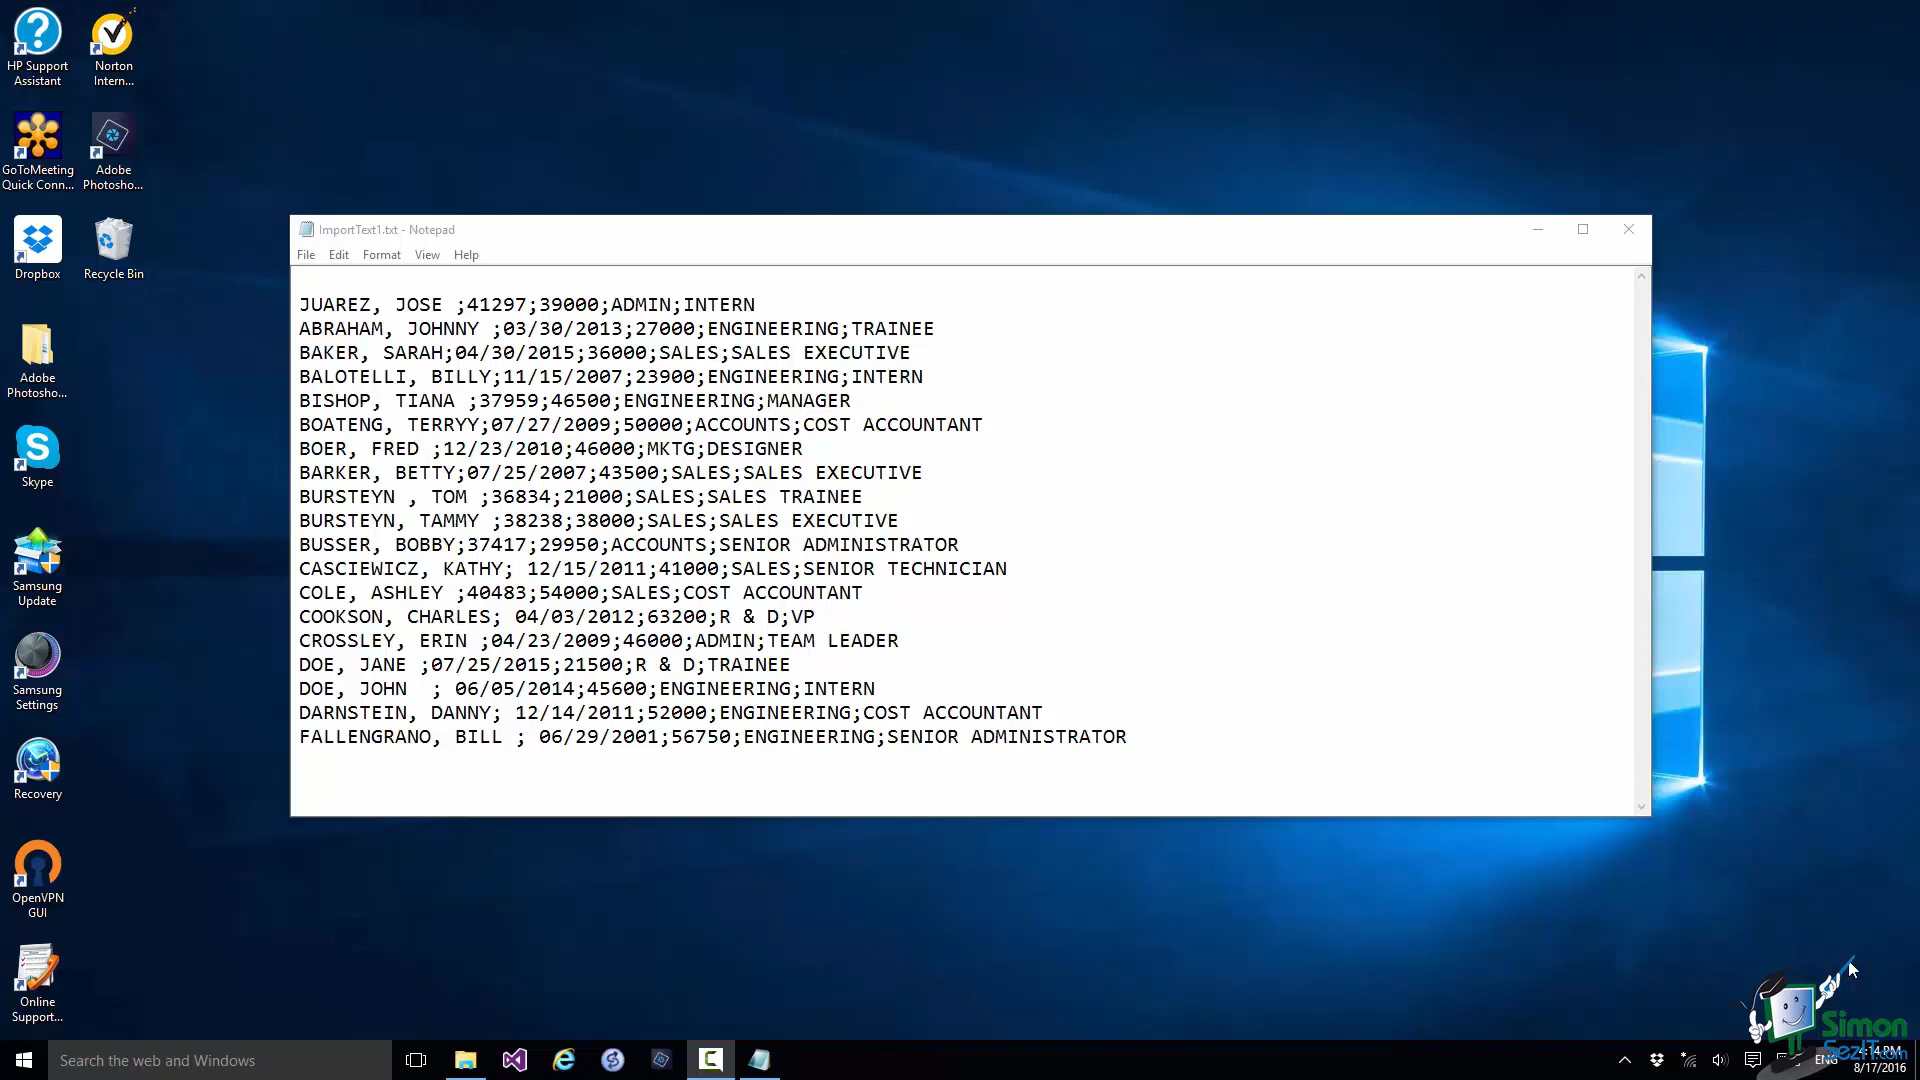 HP Support
Assistant
Norton
Intern...
GoToMeeting
Quick Conn...
Adobe
Photosho...
Dropbox
Recycle Bin
Adobe
Photosho...
Skype
Samsung
Update
Samsung
Settings
Recovery
OpenVPN
GUI
Online
Support...
ImportText1.txt - Notepad
File Edit Format View Help
JUAREZ, JOSE ;41297;39000;ADMIN;INTERN
ABRAHAM, JOHNNY ;03/30/2013;27000;ENGINEERING;TRAINEE
BAKER, SARAH;04/30/2015;36000;SALES;SALES EXECUTIVE
BALOTELLI, BILLY;11/15/2007;23900;ENGINEERING;INTERN
BISHOP, TIANA ;37959;46500;ENGINEERING;MANAGER
BOATENG, TERRYY;07/27/2009;50000;ACCOUNTS;COST ACCOUNTANT
BOER, FRED ;12/23/2010;46000;MKTG;DESIGNER
BARKER, BETTY;07/25/2007;43500;SALES;SALES EXECUTIVE
BURSTEYN , TOM ;36834;21000;SALES;SALES TRAINEE
BURSTEYN, TAMMY ;38238;38000;SALES;SALES EXECUTIVE
BUSSER, BOBBY;37417;29950;ACCOUNTS;SENIOR ADMINISTRATOR
CASCIEWICZ, KATHY; 12/15/2011;41000;SALES;SENIOR TECHNICIAN
COLE, ASHLEY ;40483;54000;SALES;COST ACCOUNTANT
COOKSON, CHARLES; 04/03/2012;63200;R & D;VP
CROSSLEY, ERIN ;04/23/2009;46000;ADMIN;TEAM LEADER
DOE, JANE ;07/25/2015;21500;R & D;TRAINEE
DOE, JOHN  ; 06/05/2014;45600;ENGINEERING;INTERN
DARNSTEIN, DANNY; 12/14/2011;52000;ENGINEERING;COST ACCOUNTANT
FALLENGRANO, BILL ; 06/29/2001;56750;ENGINEERING;SENIOR ADMINISTRATOR
Simon
SezIT.com
Search the web and Windows
ENG
4:14 PM
8/17/2016